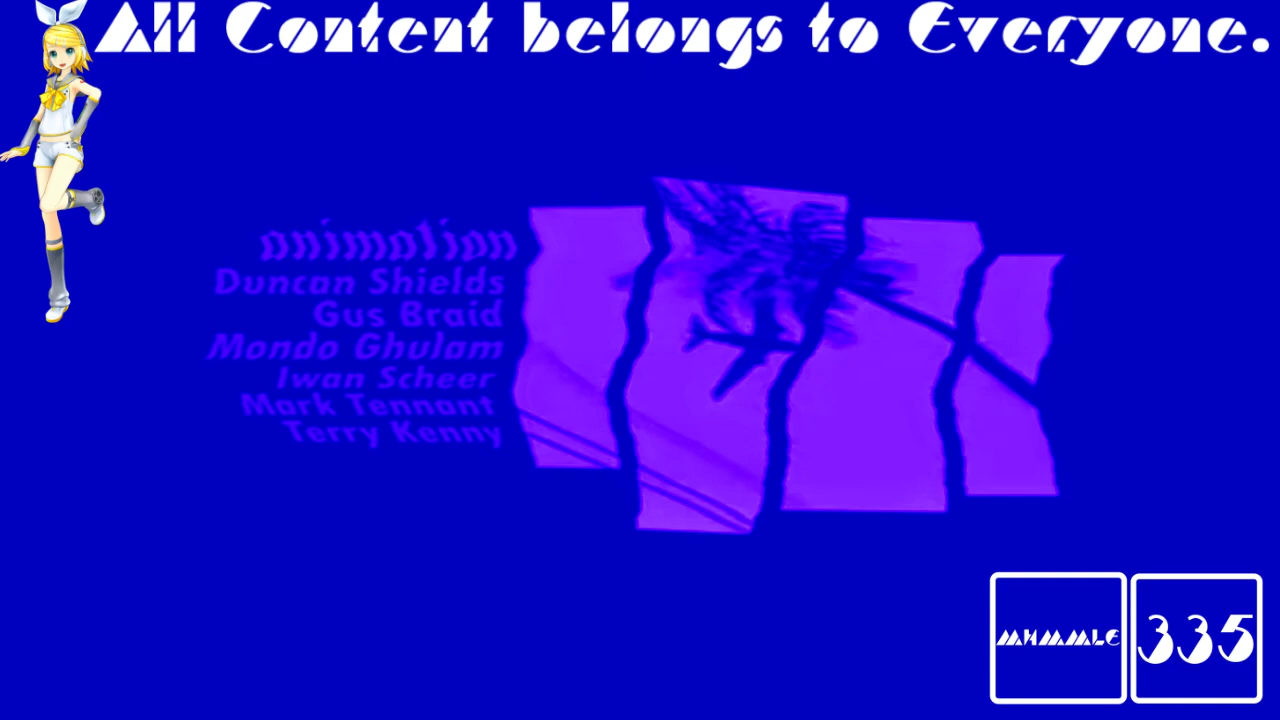 All Content belongs to Everyone.
animation
Duncan Shields
Gus Braid
Mondo Ghulam
Iwan Scheer
Mark Tennant
Terry Kenny
MHMMLE
335